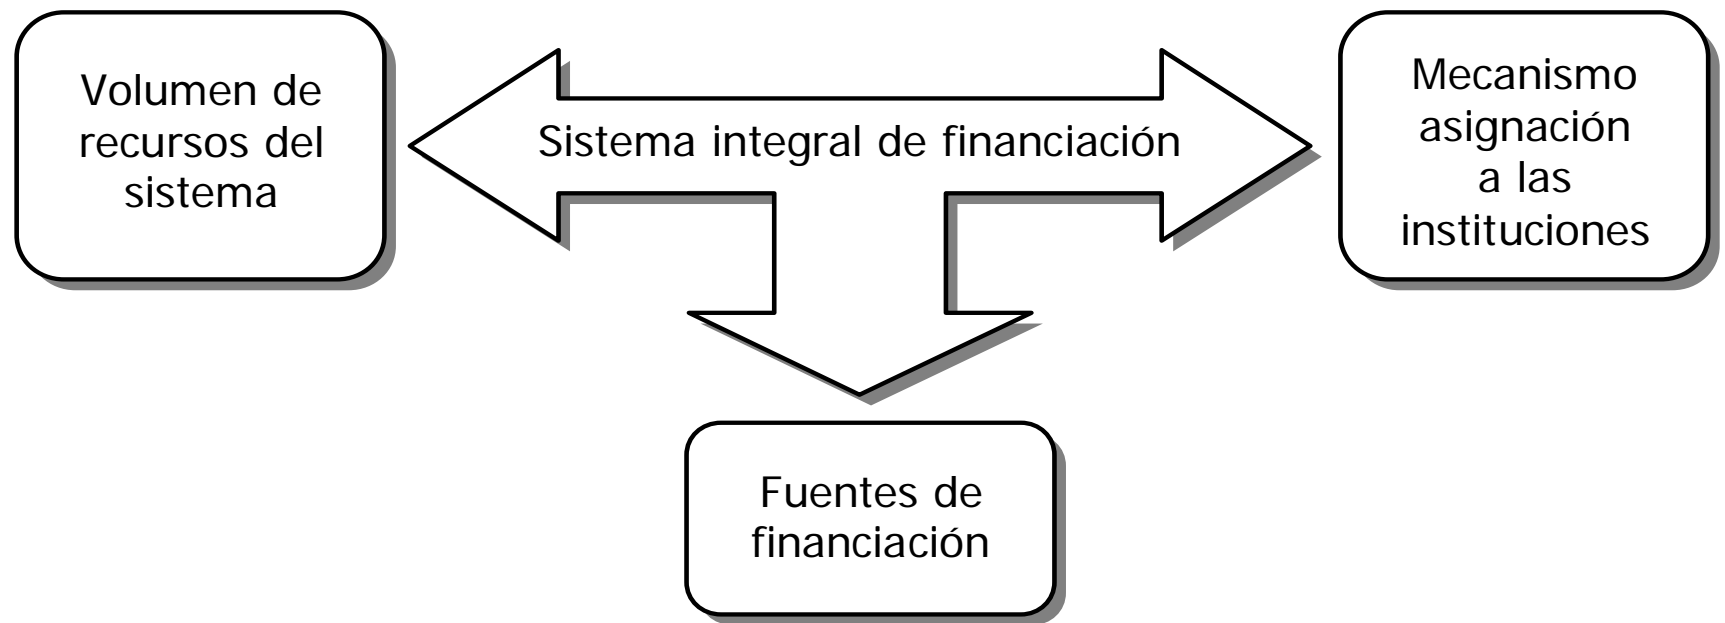 Volumen de
recursos del
sistema
Sistema integral de financiación
Mecanismo
asignación
a las
instituciones
Fuentes de
financiación